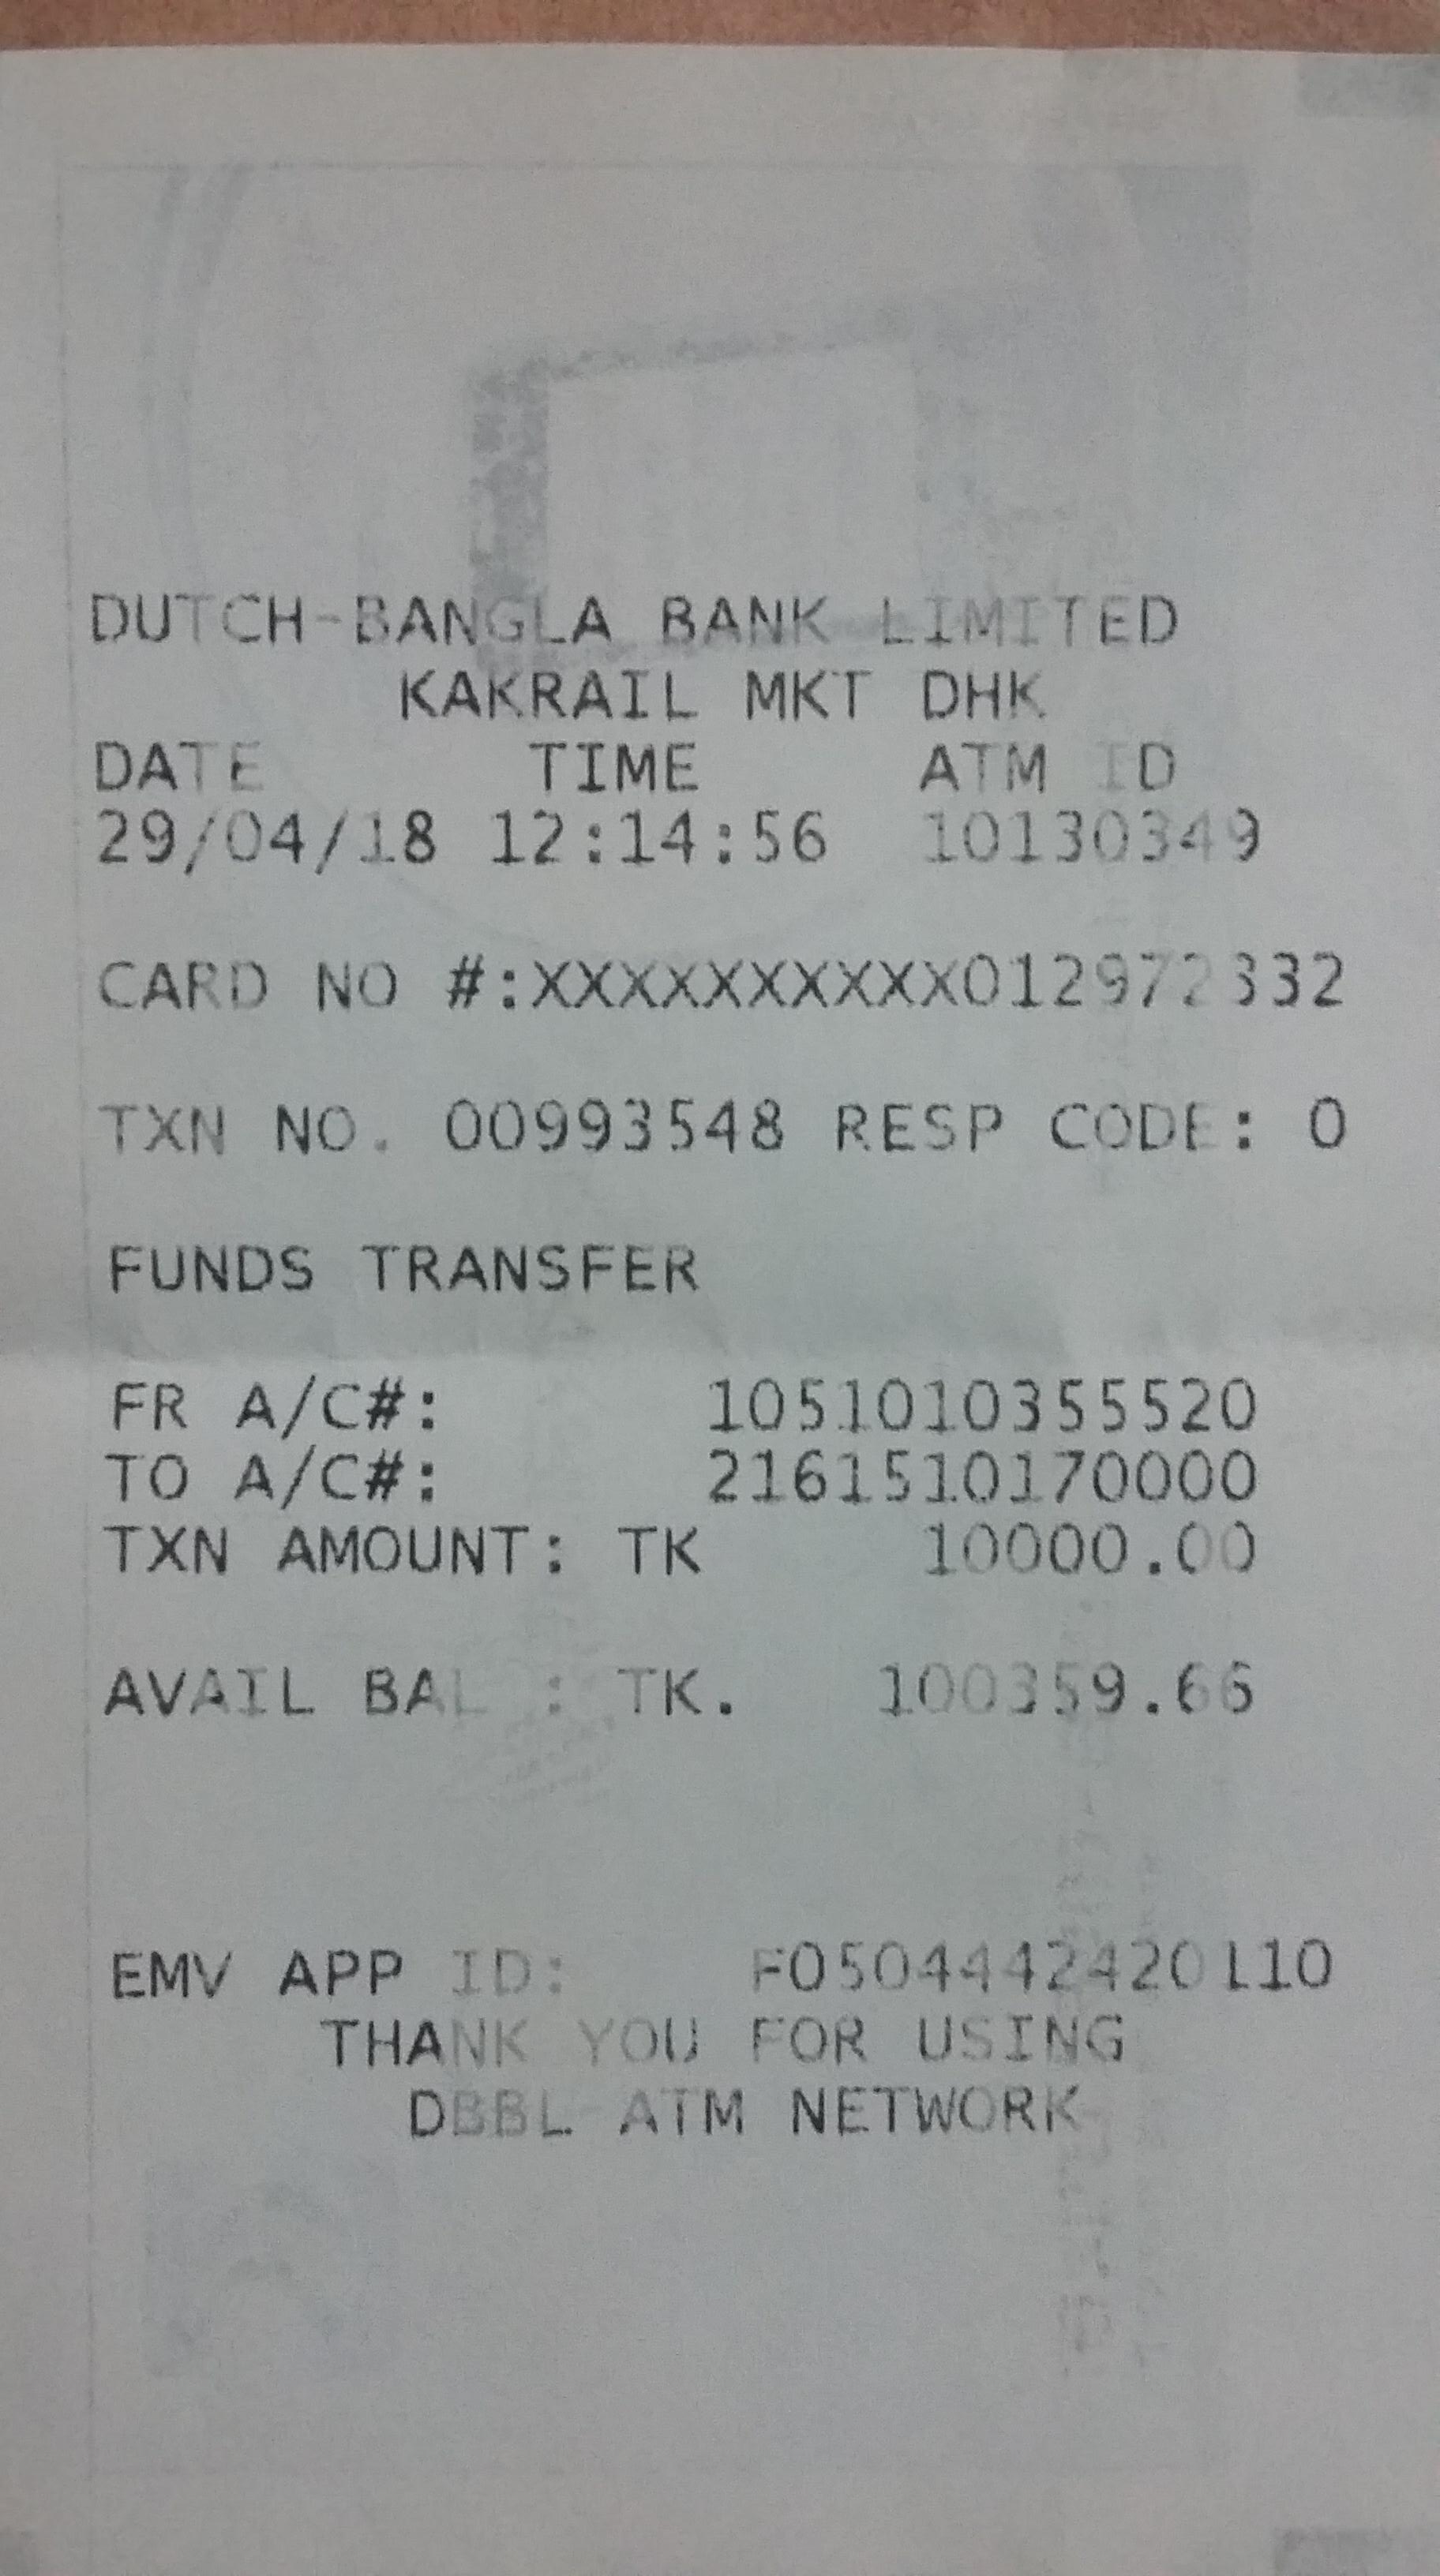 DUTCH-BANGLA BANK LIMITED
KAKRAIL MKT DHK
DATE TIME ATM ID
29/04/18 12:14:56 10130349
CARD NO #:XXXXXXXXXX012972332
TXN NO. 00993548 RESP CODE: 0
FUNDS TRANSFER
FR A/C#: 1051010355520
TO A/C#: 2161510170000
TXN AMOUNT: TK 10000.00
AVAIL BAL : TK. 100359.66
EMV APP ID: F0504442420110
THANK YOU FOR USING
DBBL ATM NETWORK